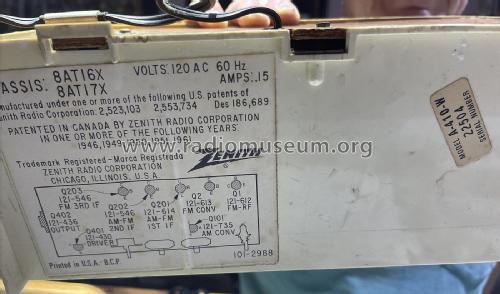 ASSIS: 8AT16X
8AT17X
VOLTS: 120 AC 60 Hz
AMPS: .15
nufactured under one or more of the following U.S. patents of
enith Radio Corporation: 2,523,103 2,553,734 Des 186,689
PATENTED IN CANADA BY ZENITH RADIO CORPORATION
IN ONE OR MORE OF THE FOLLOWING YEARS:
1946, 1949, 1961
www.radiomuseum.org
Trademark Registered-Marca Registrada
ZENITH RADIO CORPORATION
CHICAGO, ILLINOIS, U.S.A.
ZENITH
Q203
121-546
FM 3RD IF
Q202
121-546
AM-FM
2ND IF
Q201
121-614
AM-FM
1ST IF
Q2
121-613
FM CONV
Q1
121-612
FM-RF
Q402
121-436
OUTPUT
Q401
121-430
DRIVER
Q101
121-735
AM CONV
101-2988
Printed in U.S.A.-B.C.P.
MODEL A-410-W
22504
SERIAL NUMBER